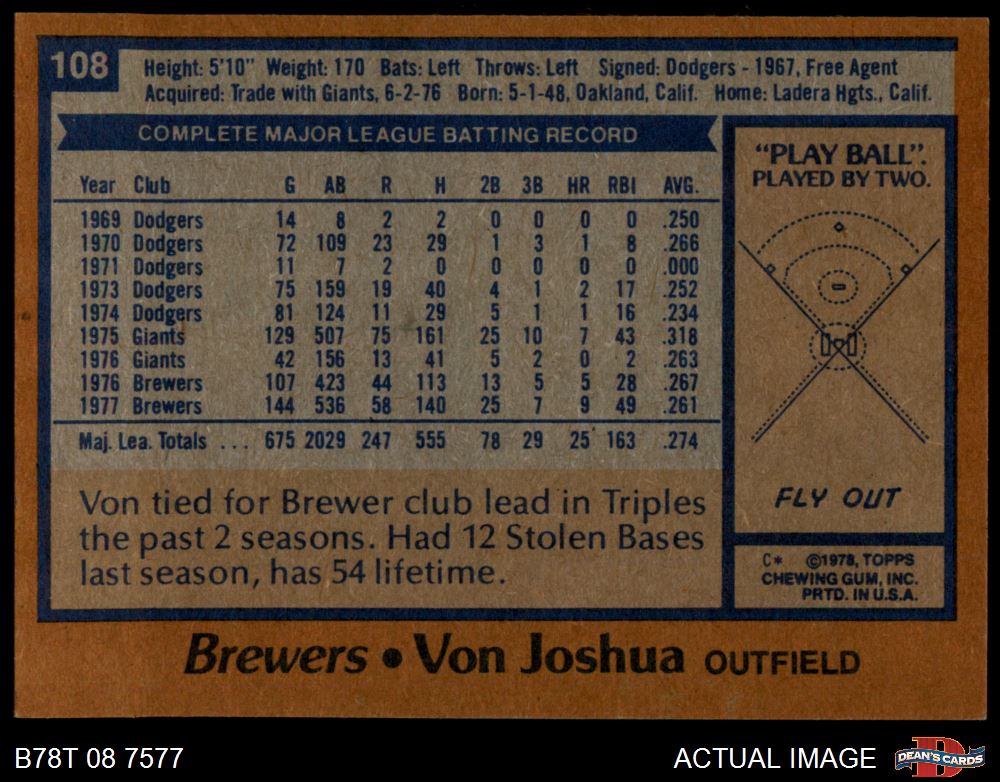 108
Height: 5'10" Weight: 170 Bats: Left Throws: Left Signed: Dodgers - 1967, Free Agent
Acquired: Trade with Giants, 6-2-76 Born: 5-1-48, Oakland, Calif. Home: Ladera Hgts., Calif.
COMPLETE MAJOR LEAGUE BATTING RECORD
Year Club G AB R H 2B 3B HR RBI AVG.
1969 Dodgers 14 8 2 2 0 0 0 0 .250
1970 Dodgers 72 109 23 29 1 3 1 8 .266
1971 Dodgers 11 7 2 0 0 0 0 0 .000
1973 Dodgers 75 159 19 40 4 1 2 17 .252
1974 Dodgers 81 124 11 29 5 1 1 16 .234
1975 Giants 129 507 75 161 25 10 7 43 .318
1976 Giants 42 156 13 41 5 2 0 2 .263
1976 Brewers 107 423 44 113 13 5 5 28 .267
1977 Brewers 144 536 58 140 25 7 9 49 .261
Maj. Lea. Totals ... 675 2029 247 555 78 29 25 163 .274
Von tied for Brewer club lead in Triples
the past 2 seasons. Had 12 Stolen Bases
last season, has 54 lifetime.
"PLAY BALL".
PLAYED BY TWO.
FLY OUT
C* ©1978, TOPPS
CHEWING GUM, INC.
PRTD. IN U.S.A.
Brewers • Von Joshua OUTFIELD
B78T 08 7577
ACTUAL IMAGE
D
DEAN'S CARDS